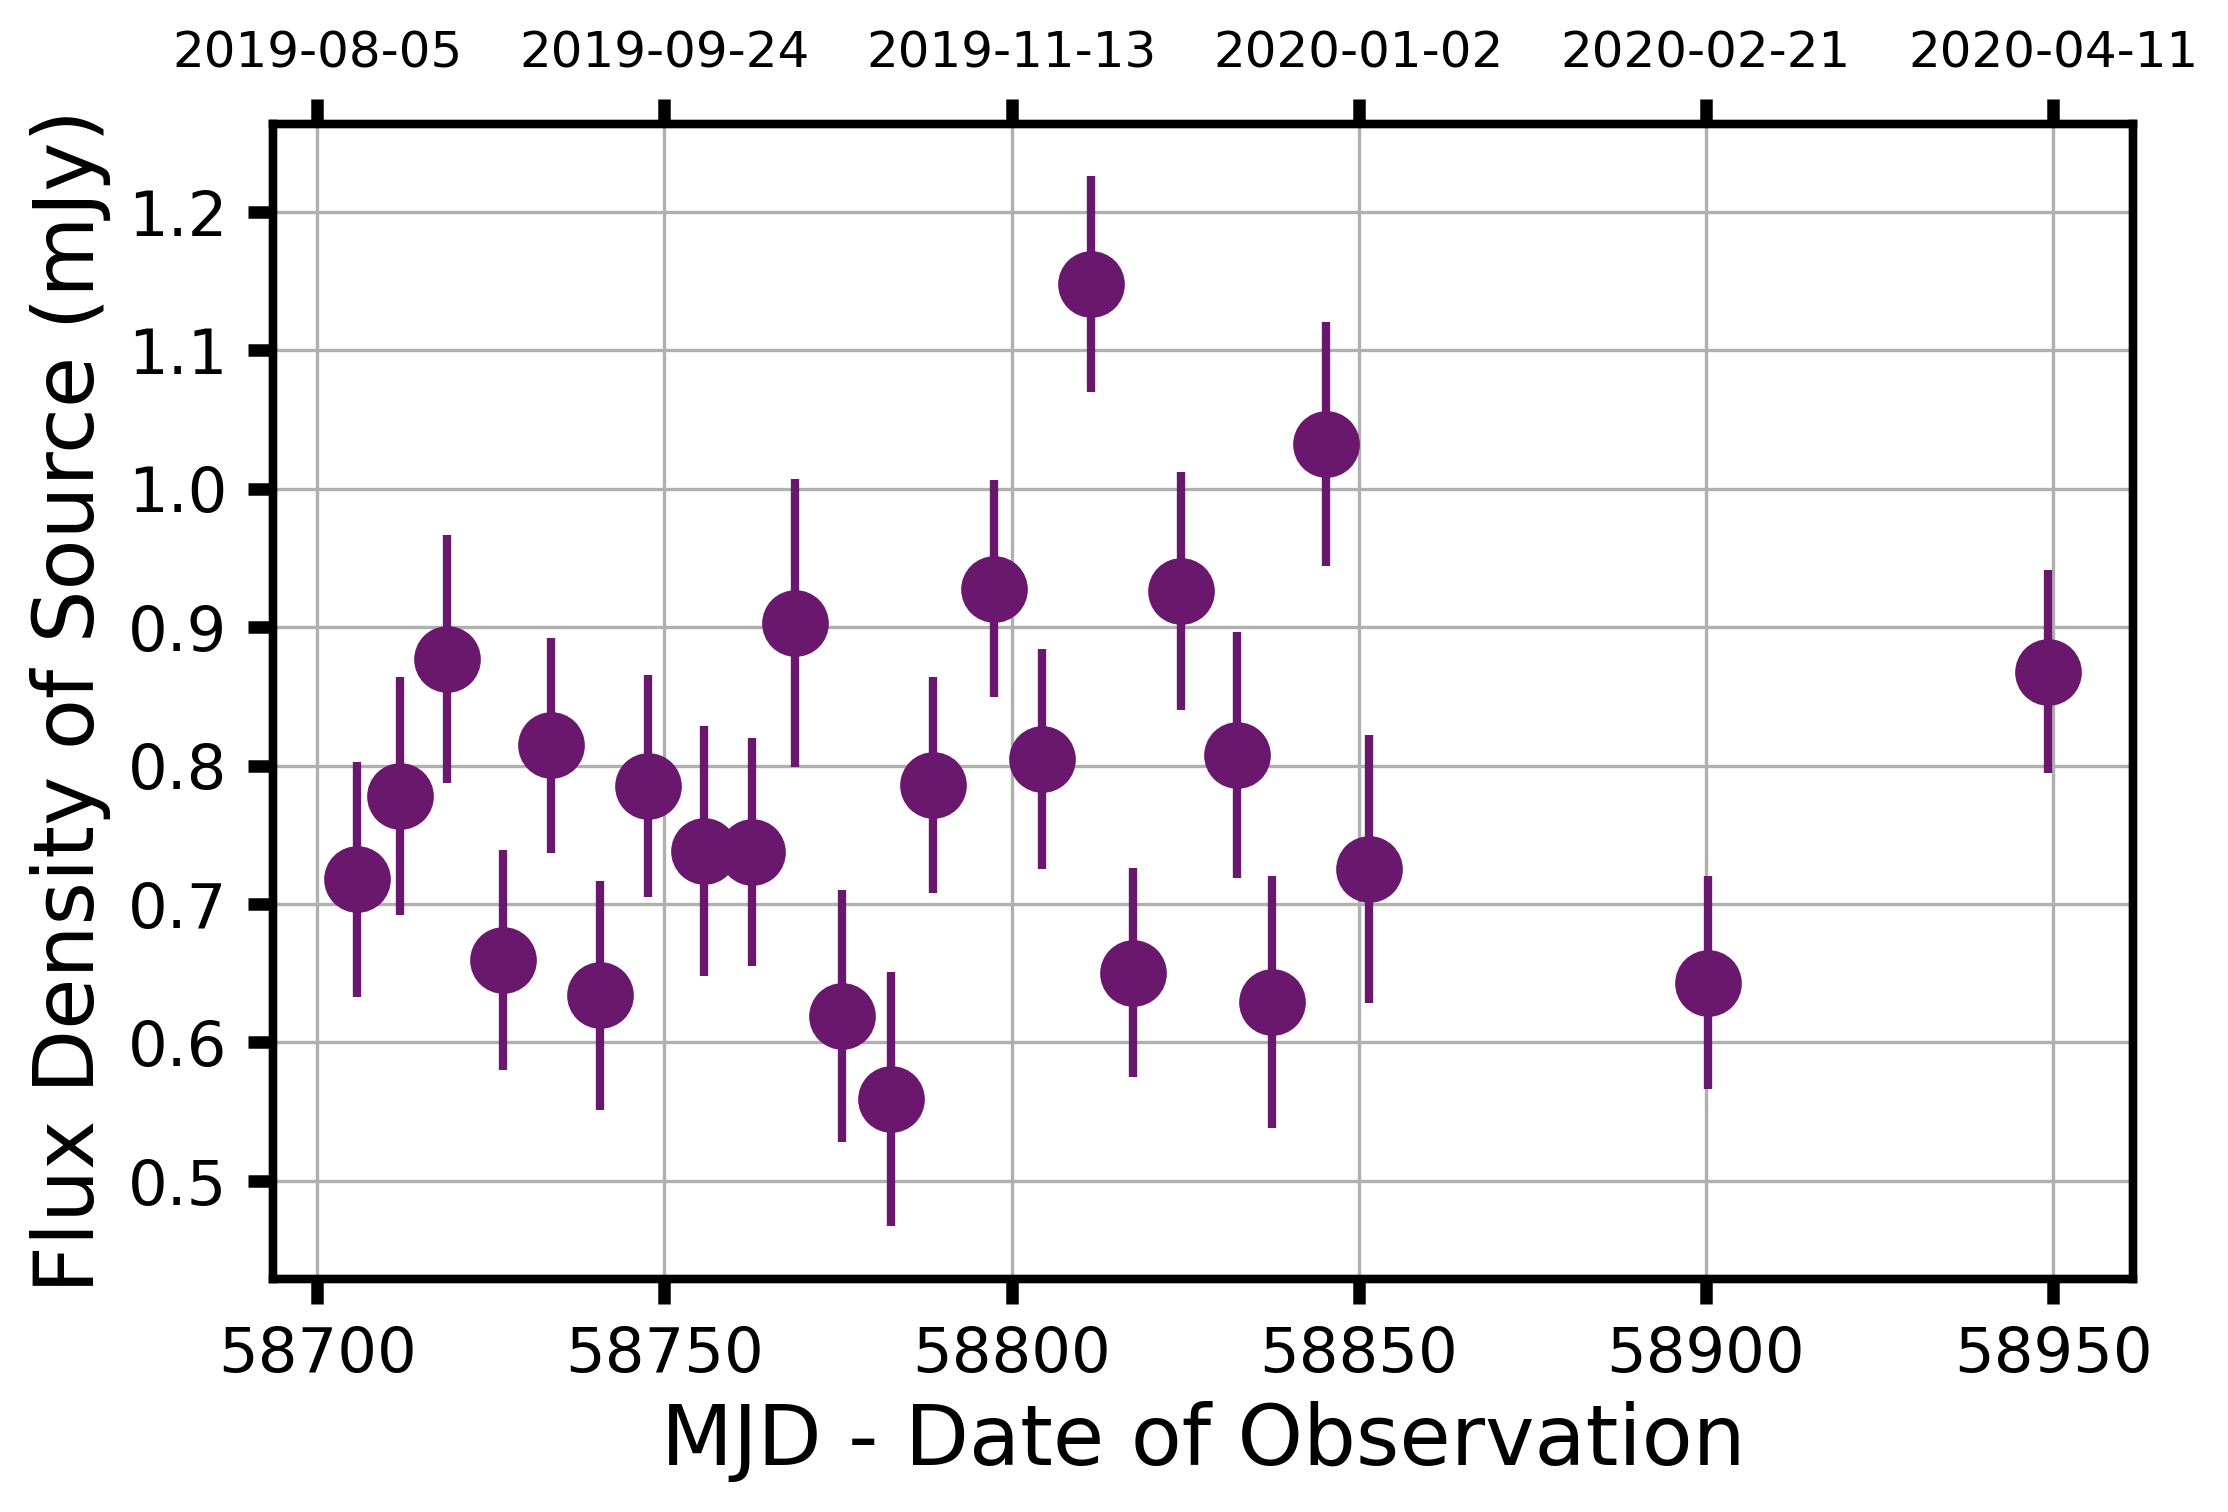 2019-08-05 2019-09-24 2019-11-13 2020-01-02 2020-02-21 2020-04-11
Flux Density of Source (mJy)
1.2
1.1
1.0
0.9
0.8
0.7
0.6
0.5
58700 58750 58800 58850 58900 58950
MJD - Date of Observation